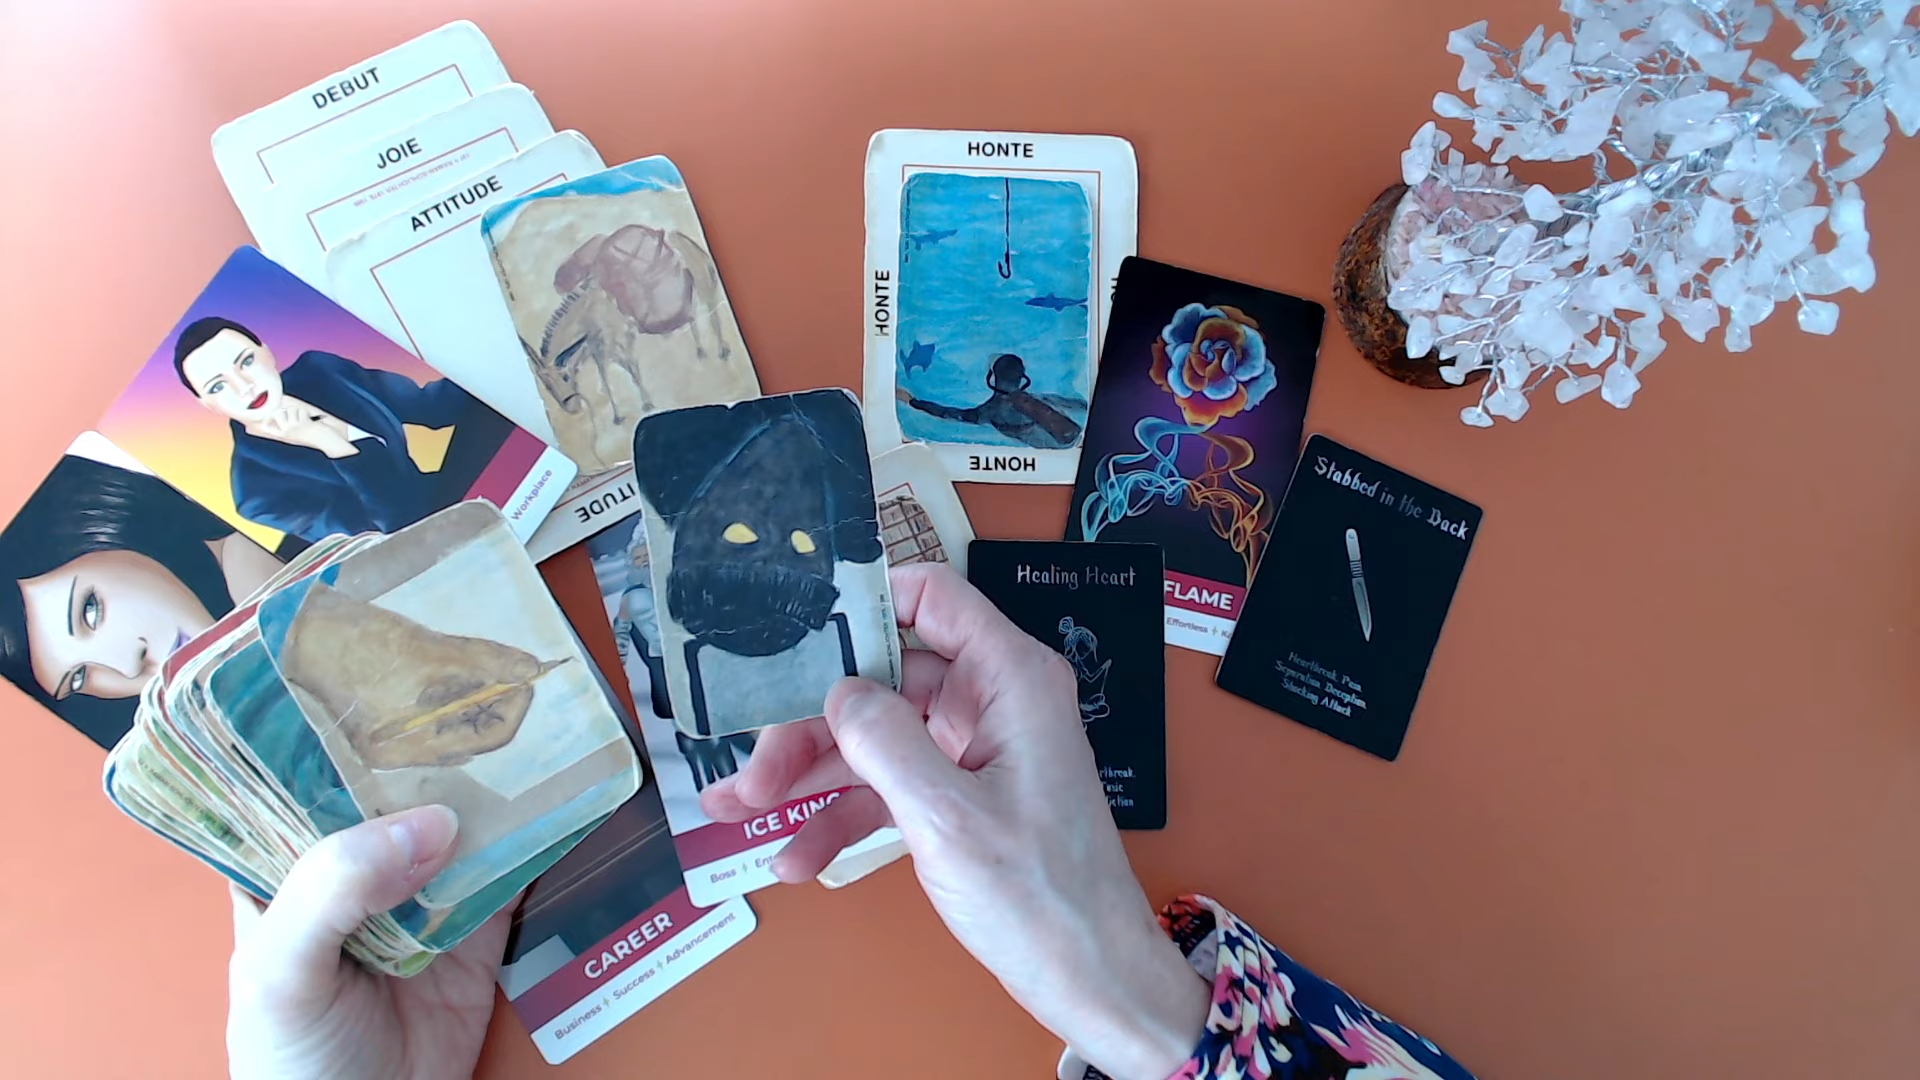 DEBUT
JOIE
ATTITUDE
TUDE
Workplace
HONTE
HONTE
HONTE
FLAME
Effortless
Stabbed in the Back
Heartbreak Pain
Separation Deception
Shocking Attack
Healing Heart
ICE KING
Boss
CAREER
Business Success Advancement